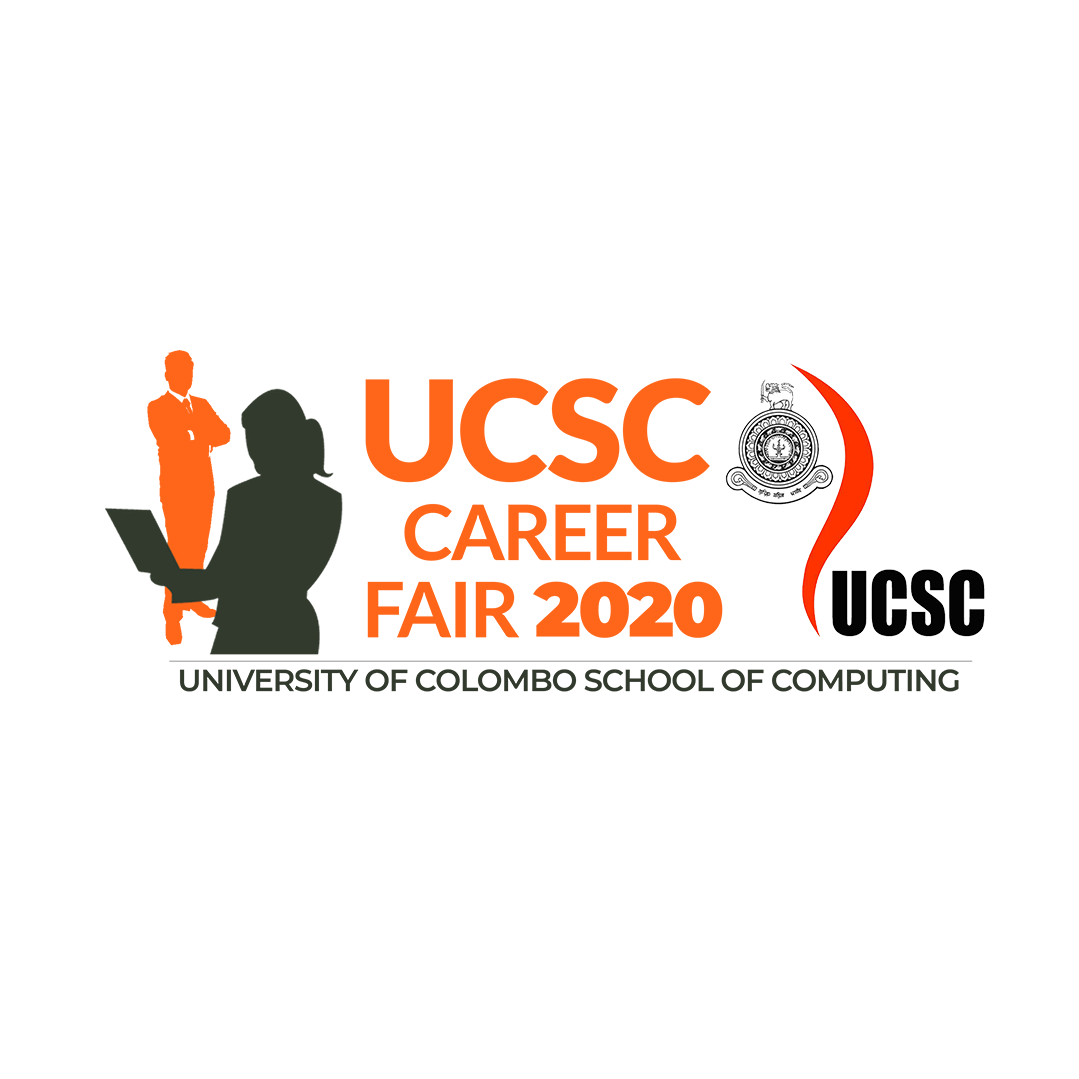 UCSC
CAREER
FAIR 2020
UCSC
UNIVERSITY OF COLOMBO SCHOOL OF COMPUTING